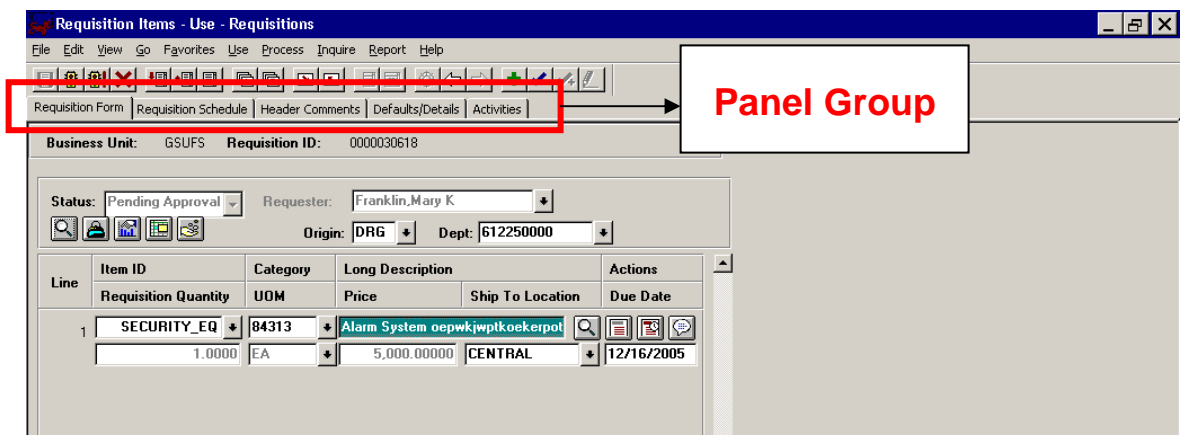 Requisition Items - Use - Requisitions
File Edit View Go Favorites Use Process Inquire Report Help
Requisition Form Requisition Schedule Header Comments Defaults/Details Activities
Panel Group
Business Unit: GSUFS Requisition ID: 0000030618
Status: Pending Approval Requester: Franklin,Mary K
Origin: DRG Dept: 612250000
Line Item ID Category Long Description Actions
Requisition Quantity UOM Price Ship To Location Due Date
1 SECURITY_EQ 84313 Alarm System oepwkjwptkoekerpot
1.0000 EA 5,000.00000 CENTRAL 12/16/2005